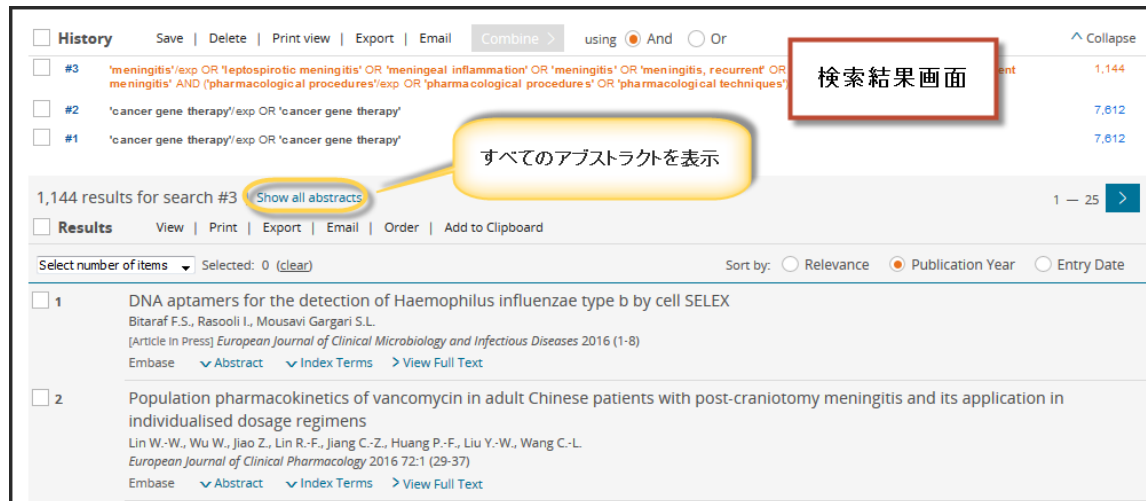 History Save | Delete | Print view | Export | Email Combine > using And Or Collapse
#3 'meningitis'/exp OR 'leptospirotic meningitis' OR 'meningeal inflammation' OR 'meningitis' OR 'meningitis, recurrent' OR ent 1,144
meningitis' AND ('pharmacological procedures'/exp OR 'pharmacological procedures' OR 'pharmacological techniques')
検索結果画面
#2 'cancer gene therapy'/exp OR 'cancer gene therapy' 7,612
#1 'cancer gene therapy'/exp OR 'cancer gene therapy' 7,612
すべてのアブストラクトを表示
1,144 results for search #3 Show all abstracts 1 — 25 >
Results View | Print | Export | Email | Order | Add to Clipboard
Select number of items Selected: 0 (clear) Sort by: Relevance Publication Year Entry Date
1 DNA aptamers for the detection of Haemophilus influenzae type b by cell SELEX
Bitaraf F.S., Rasooli I., Mousavi Gargari S.L.
[Article in Press] European Journal of Clinical Microbiology and Infectious Diseases 2016 (1-8)
Embase Abstract Index Terms > View Full Text
2 Population pharmacokinetics of vancomycin in adult Chinese patients with post-craniotomy meningitis and its application in
individualised dosage regimens
Lin W.-W., Wu W., Jiao Z., Lin R.-F., Jiang C.-Z., Huang P.-F., Liu Y.-W., Wang C.-L.
European Journal of Clinical Pharmacology 2016 72:1 (29-37)
Embase Abstract Index Terms > View Full Text